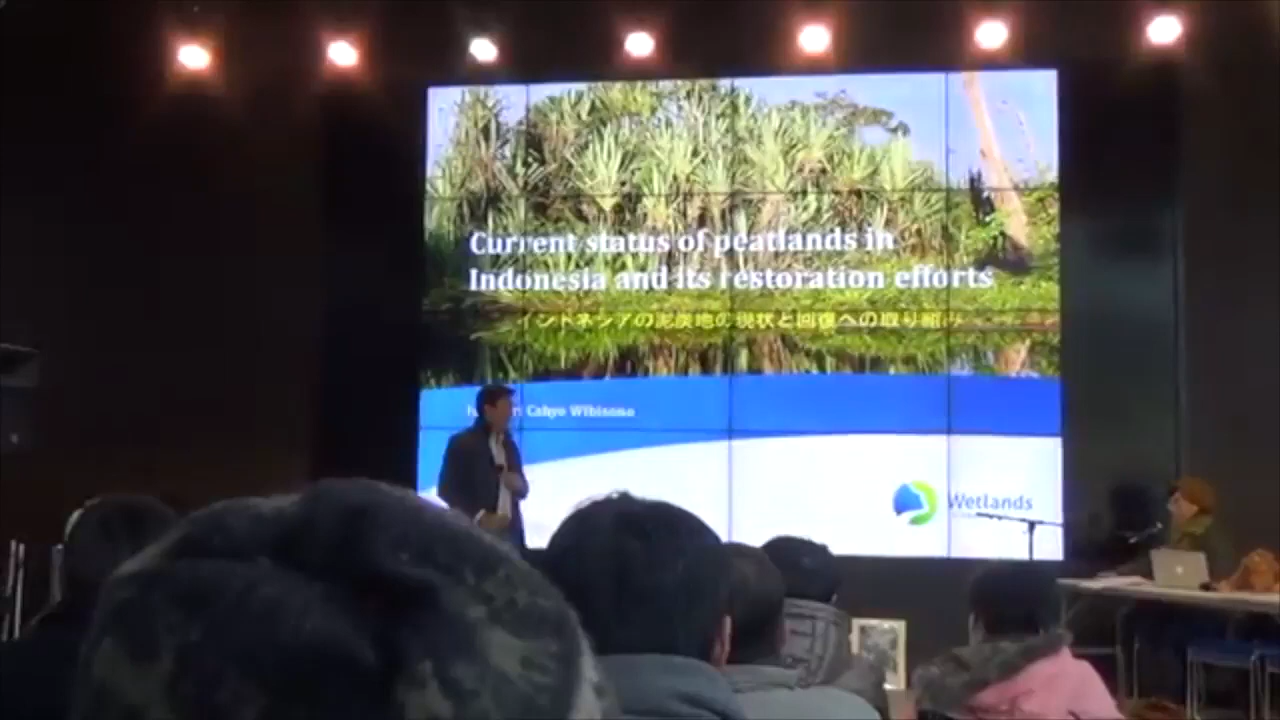 Current status of peatlands in
Indonesia and its restoration efforts
インドネシアの泥炭地の現状と回復への取り組み
Cahyo Wibisono
Wetlands